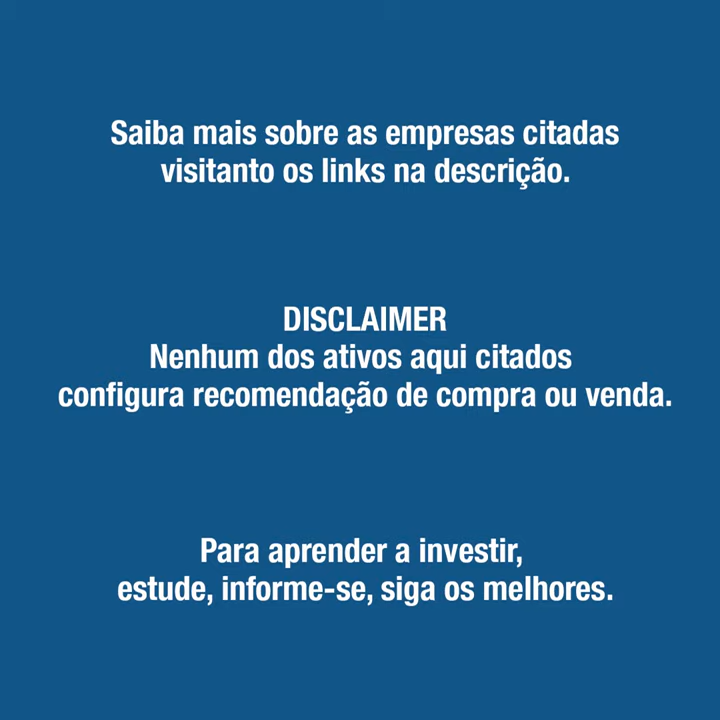 Saiba mais sobre as empresas citadas
visitanto os links na descrição.
DISCLAIMER
Nenhum dos ativos aqui citados
configura recomendação de compra ou venda.
Para aprender a investir,
estude, informe-se, siga os melhores.